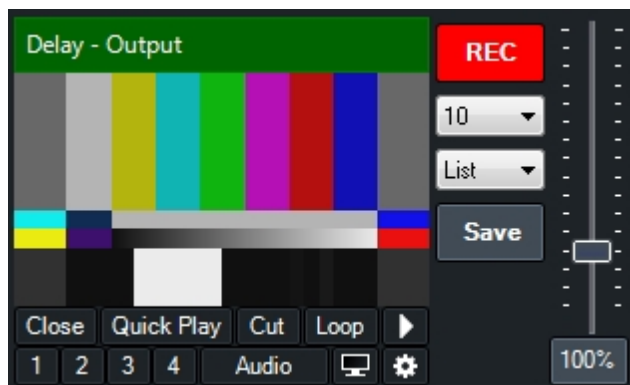 Delay - Output
REC
10
List
Save
Close Quick Play Cut Loop
1 2 3 4 Audio
100%